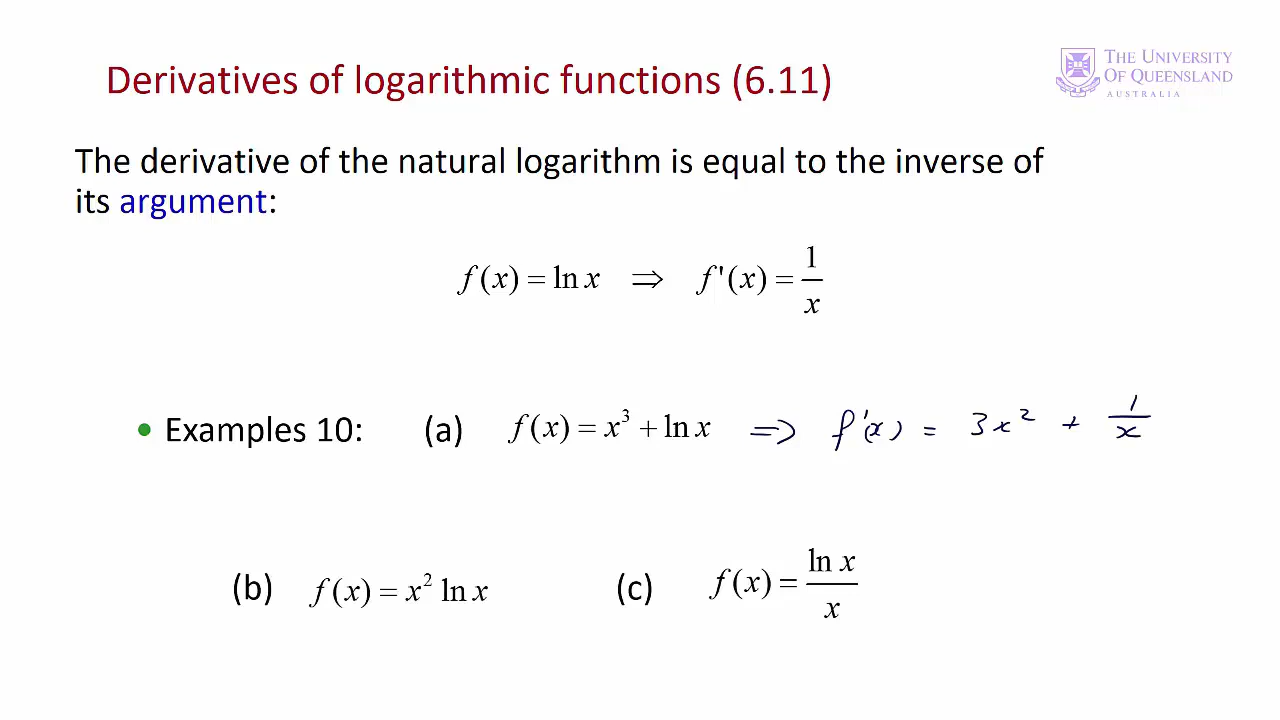 Derivatives of logarithmic functions (6.11)
THE UNIVERSITY
OF QUEENSLAND
AUSTRALIA
The derivative of the natural logarithm is equal to the inverse of
its argument:
f(x) = ln x ⇒ f'(x) = 1/x
• Examples 10: (a) f(x) = x³ + ln x ⇒ f'(x) = 3x² + 1/x
(b) f(x) = x² ln x (c) f(x) = ln x / x